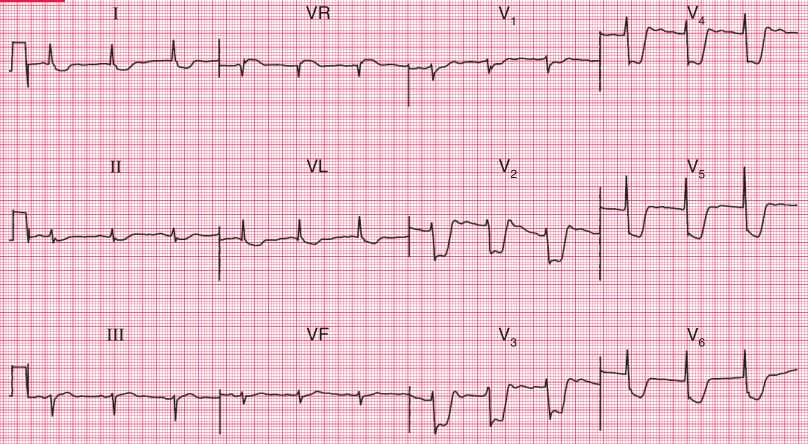 I VR V₁ V₄
II VL V₂ V₅
III VF V₃ V₆